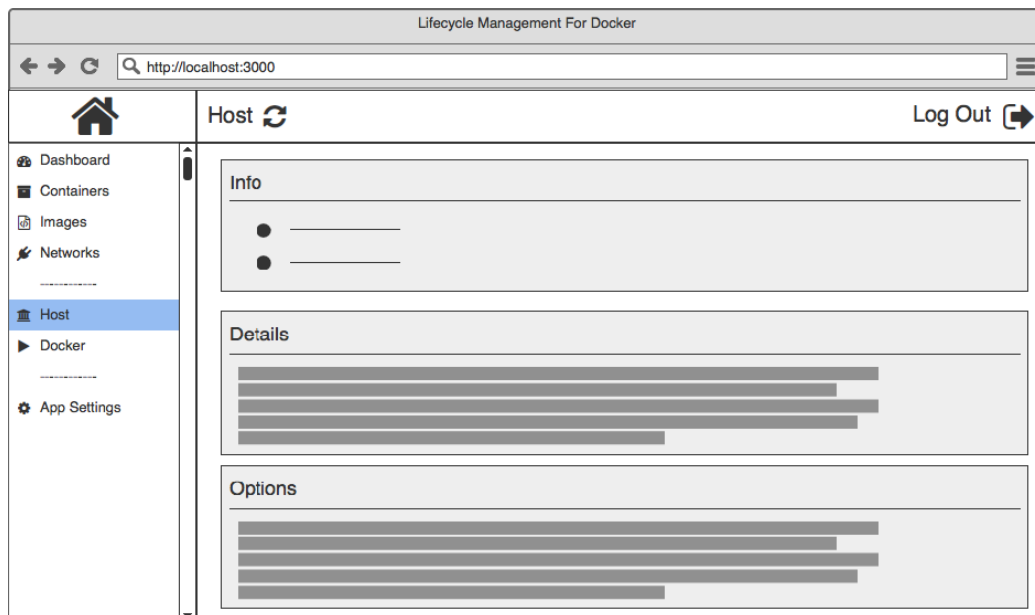 Lifecycle Management For Docker
http://localhost:3000
Host
Log Out
Dashboard
Containers
Images
Networks
------------
Host
Docker
------------
App Settings
Info
Details
Options